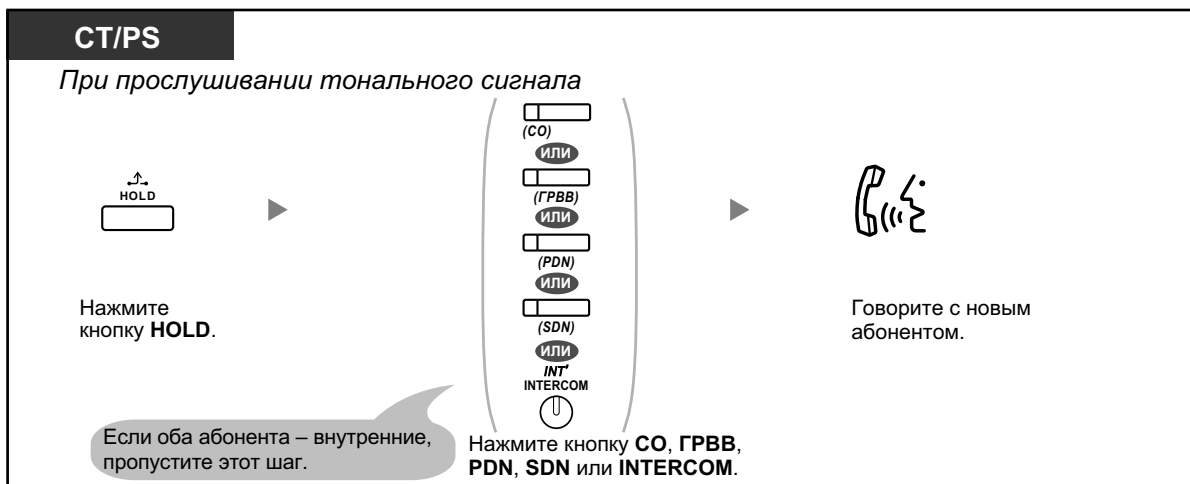 CT/PS
При прослушивании тонального сигнала
HOLD
Нажмите
кнопку HOLD.
(CO)
ИЛИ
(ГРВВ)
ИЛИ
(PDN)
ИЛИ
(SDN)
ИЛИ
INT'
INTERCOM
Если оба абонента – внутренние,
пропустите этот шаг.
Нажмите кнопку CO, ГРВВ,
PDN, SDN или INTERCOM.
Говорите с новым
абонентом.